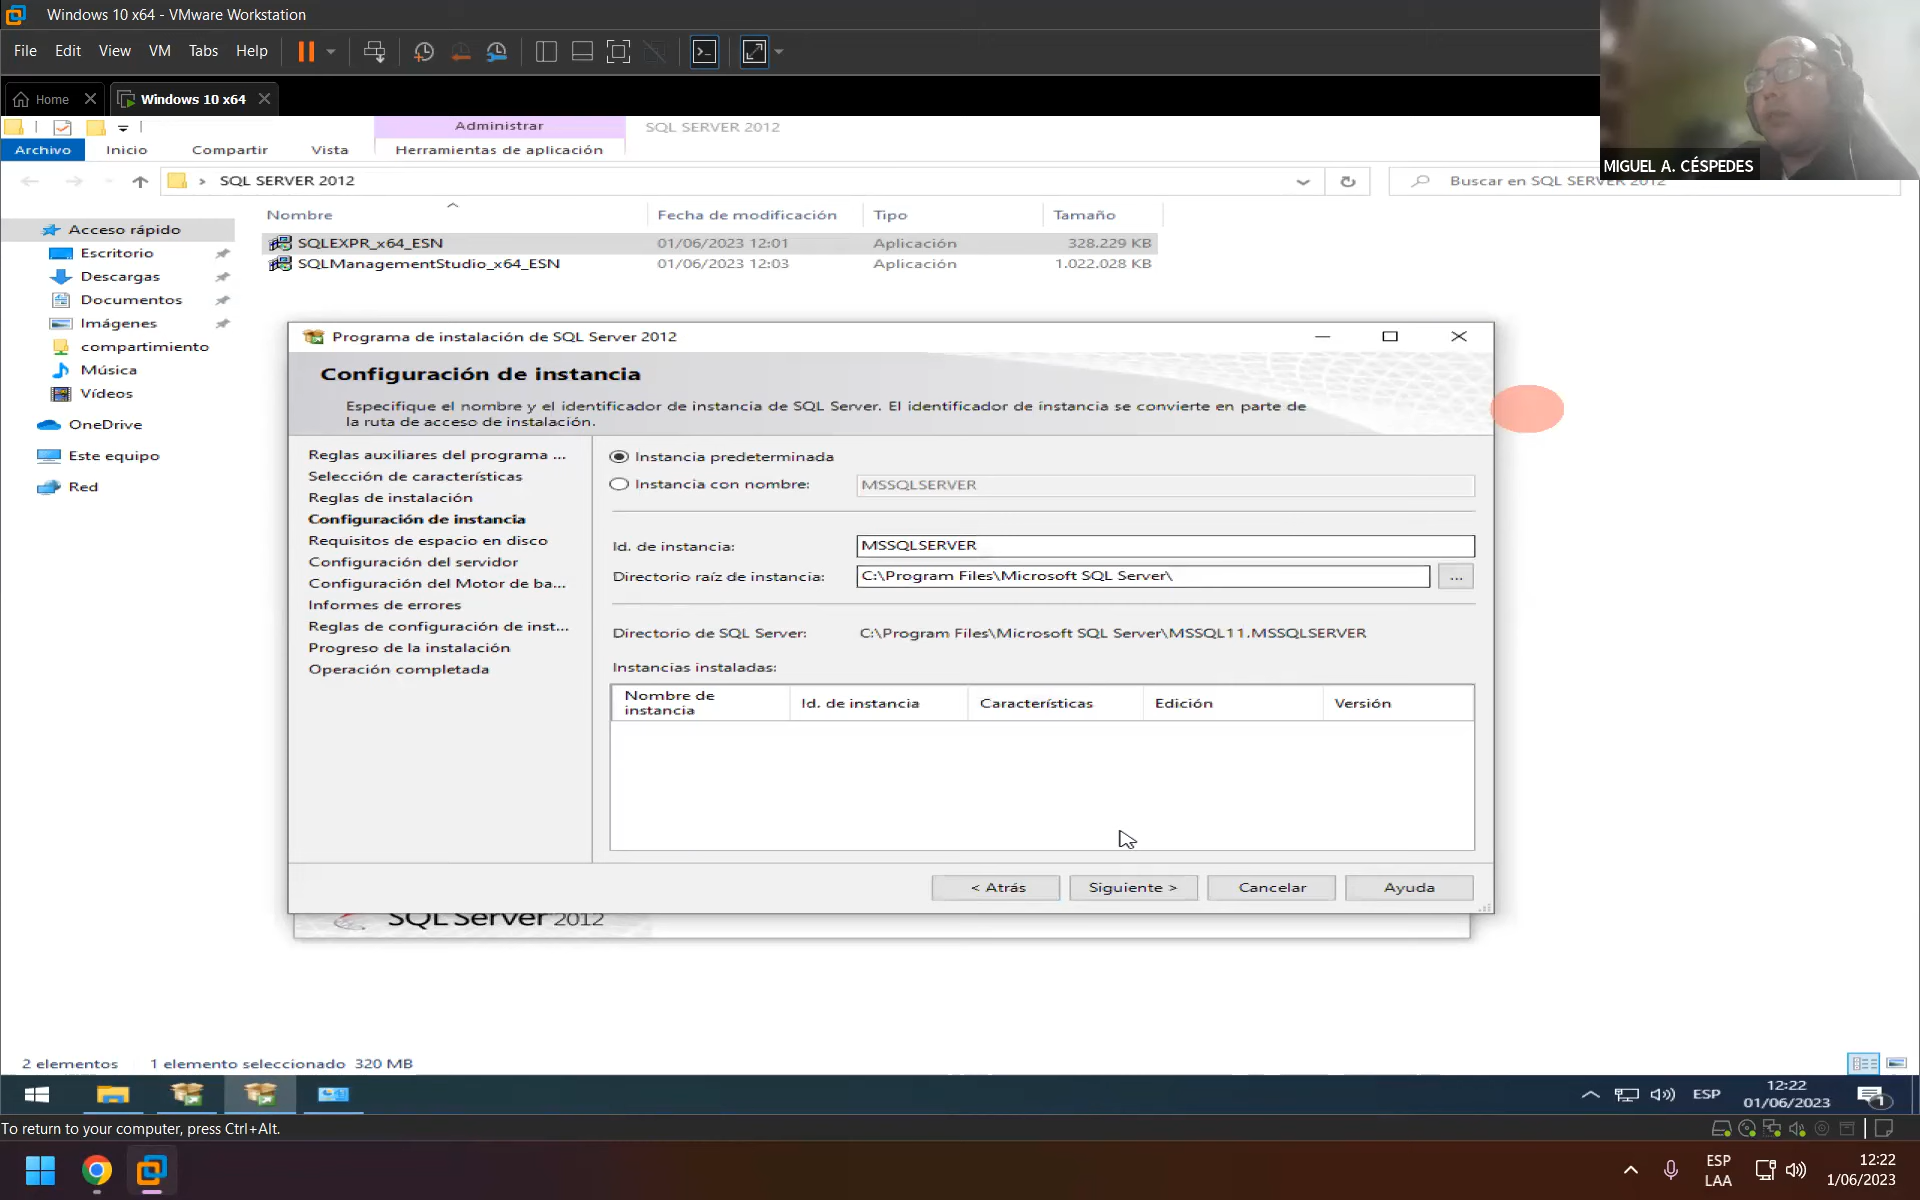 Windows 10 x64 - VMware Workstation
File Edit View VM Tabs Help
Home
Windows 10 x64
Administrar
SQL SERVER 2012
Archivo Inicio Compartir Vista Herramientas de aplicación
MIGUEL A. CÉSPEDES
SQL SERVER 2012
Buscar en SQL SERVER 2012
Nombre Fecha de modificación Tipo Tamaño
SQLEXPR_x64_ESN 01/06/2023 12:01 Aplicación 328.229 KB
SQLManagementStudio_x64_ESN 01/06/2023 12:03 Aplicación 1.022.028 KB
Acceso rápido
Escritorio
Descargas
Documentos
Imágenes
compartimiento
Música
Vídeos
OneDrive
Este equipo
Red
Programa de instalación de SQL Server 2012
Configuración de instancia
Especifique el nombre y el identificador de instancia de SQL Server. El identificador de instancia se convierte en parte de
la ruta de acceso de instalación.
Reglas auxiliares del programa ...
Selección de características
Reglas de instalación
Configuración de instancia
Requisitos de espacio en disco
Configuración del servidor
Configuración del Motor de ba...
Informes de errores
Reglas de configuración de inst...
Progreso de la instalación
Operación completada
Instancia predeterminada
Instancia con nombre: MSSQLSERVER
Id. de instancia: MSSQLSERVER
Directorio raíz de instancia: C:\Program Files\Microsoft SQL Server\ ...
Directorio de SQL Server: C:\Program Files\Microsoft SQL Server\MSSQL11.MSSQLSERVER
Instancias instaladas:
Nombre de
instancia
Id. de instancia Características Edición Versión
< Atrás Siguiente > Cancelar Ayuda
SQL Server 2012
2 elementos 1 elemento seleccionado 320 MB
ESP
12:22
01/06/2023
1
To return to your computer, press Ctrl+Alt.
ESP
LAA
12:22
1/06/2023